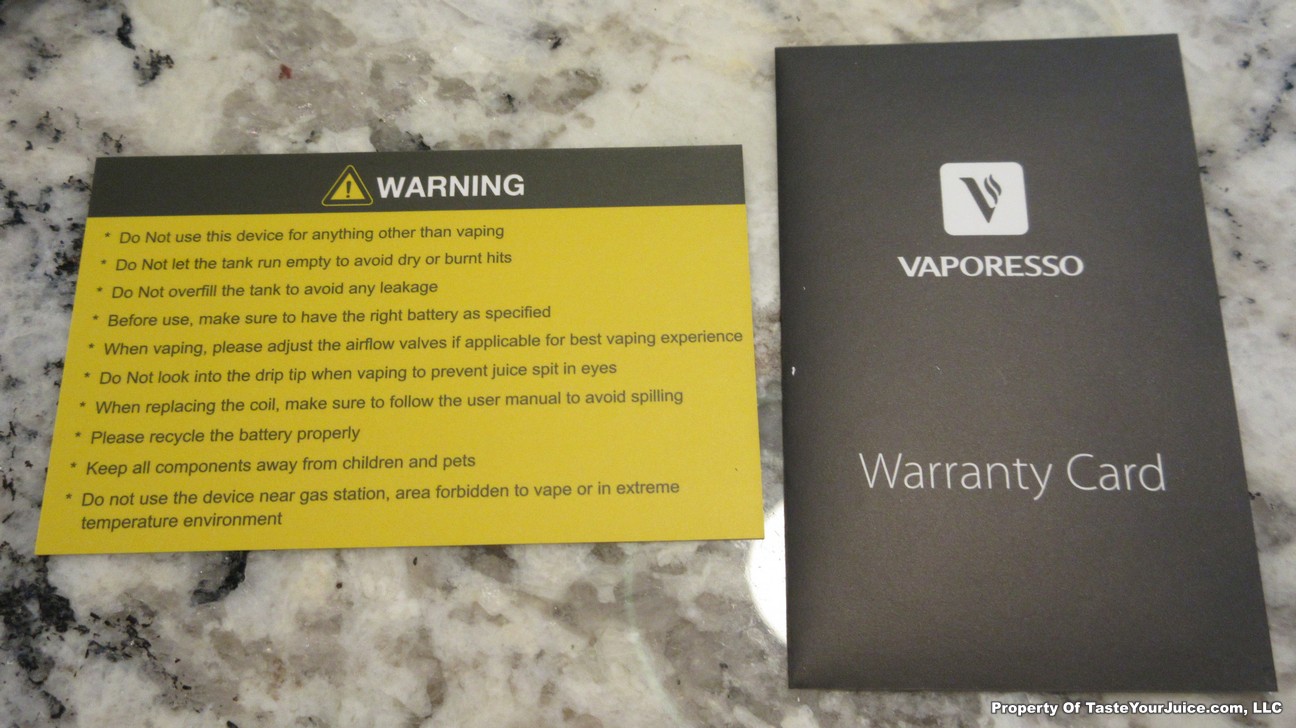 WARNING
* Do Not use this device for anything other than vaping
* Do Not let the tank run empty to avoid dry or burnt hits
* Do Not overfill the tank to avoid any leakage
* Before use, make sure to have the right battery as specified
* When vaping, please adjust the airflow valves if applicable for best vaping experience
* Do Not look into the drip tip when vaping to prevent juice spit in eyes
* When replacing the coil, make sure to follow the user manual to avoid spilling
* Please recycle the battery properly
* Keep all components away from children and pets
* Do not use the device near gas station, area forbidden to vape or in extreme
temperature environment
VAPORESSO
Warranty Card
Property Of TasteYourJuice.com, LLC